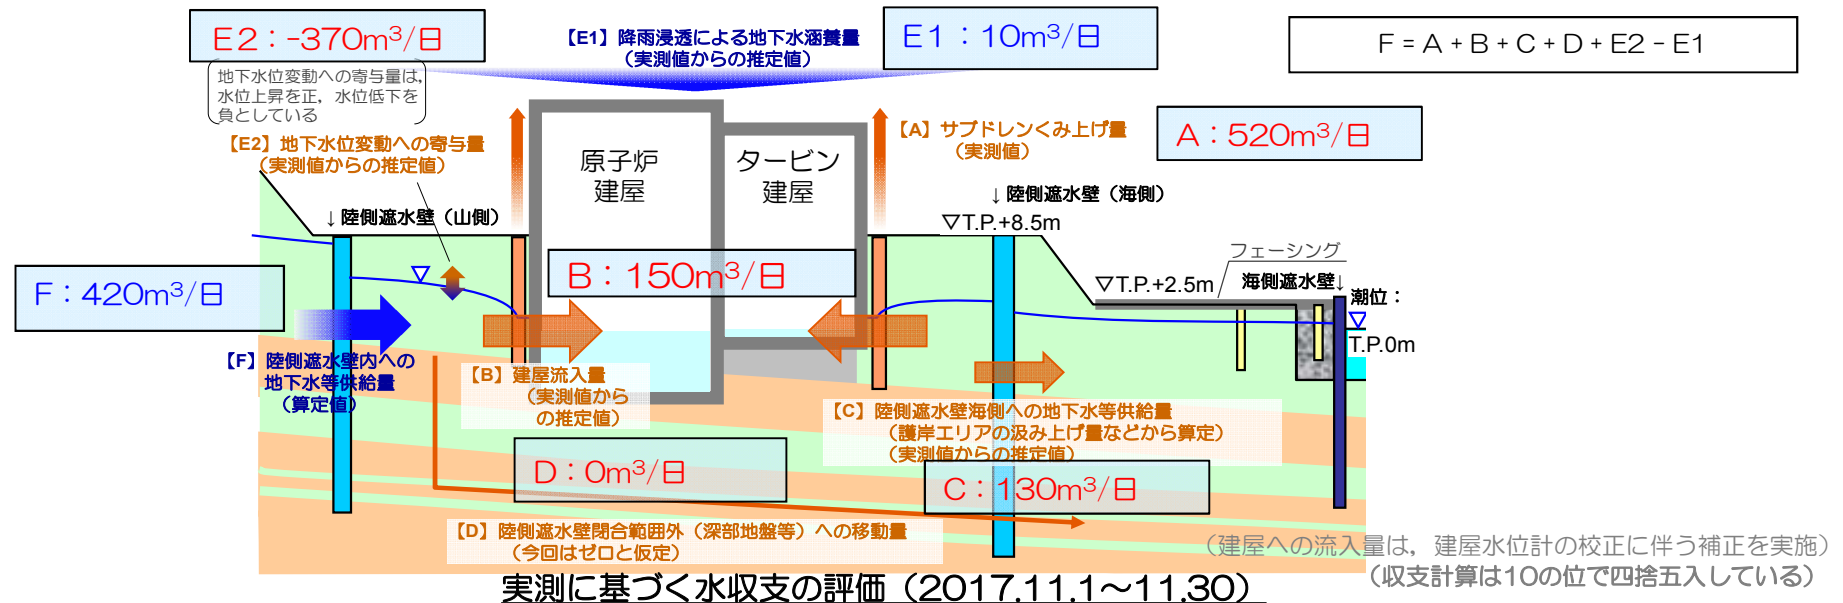 E2：-370m³/日
【E1】降雨浸透による地下水涵養量
（実測値からの推定値）
E1：10m³/日
F = A + B + C + D + E2 - E1
地下水位変動への寄与量は，
水位上昇を正，水位低下を
負としている
【E2】地下水位変動への寄与量
（実測値からの推定値）
【A】サブドレンくみ上げ量
（実測値）
A：520m³/日
原子炉
建屋
タービン
建屋
↓陸側遮水壁（山側）
↓陸側遮水壁（海側）
▽T.P.+8.5m
フェーシング
▽T.P.+2.5m
海側遮水壁↓
潮位：
T.P.0m
F：420m³/日
B：150m³/日
【F】陸側遮水壁内への
地下水等供給量
（算定値）
【B】建屋流入量
（実測値から
の推定値）
【C】陸側遮水壁海側への地下水等供給量
（護岸エリアの汲み上げ量などから算定）
（実測値からの推定値）
D：0m³/日
C：130m³/日
【D】陸側遮水壁閉合範囲外（深部地盤等）への移動量
（今回はゼロと仮定）
（建屋への流入量は，建屋水位計の校正に伴う補正を実施）
（収支計算は10の位で四捨五入している）
実測に基づく水収支の評価（2017.11.1～11.30）